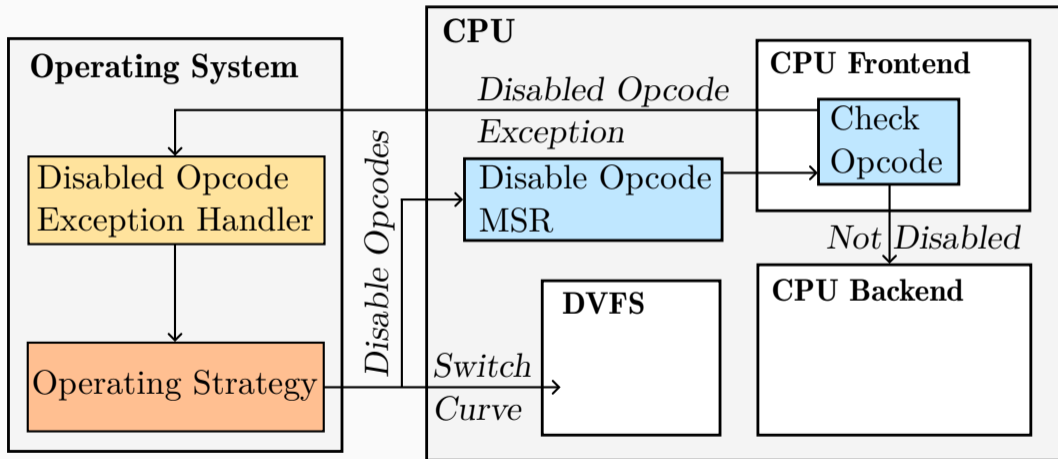 Operating System
Disabled Opcode
Exception Handler
Operating Strategy
Disable Opcodes
CPU
Disabled Opcode
Exception
Disable Opcode
MSR
Switch
Curve
DVFS
CPU Frontend
Check
Opcode
Not Disabled
CPU Backend